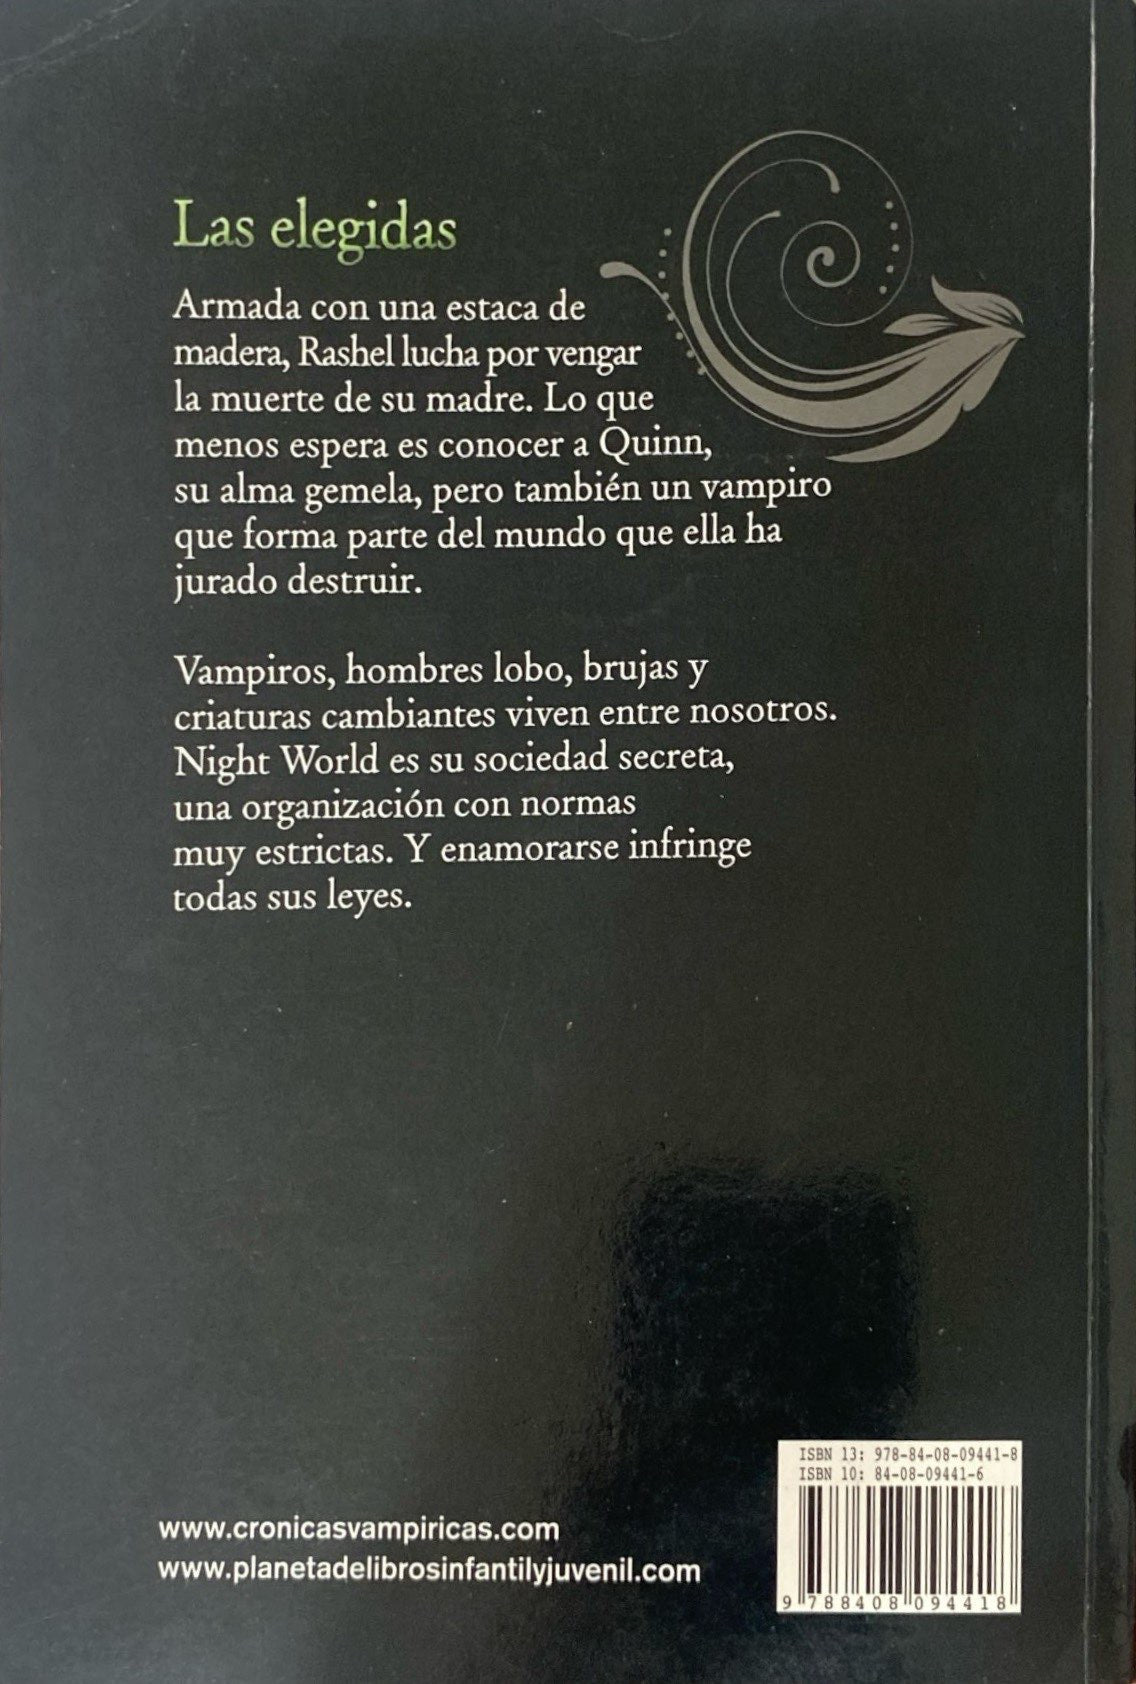 Las elegidas
Armada con una estaca de
madera, Rashel lucha por vengar
la muerte de su madre. Lo que
menos espera es conocer a Quinn,
su alma gemela, pero también un vampiro
que forma parte del mundo que ella ha
jurado destruir.
Vampiros, hombres lobo, brujas y
criaturas cambiantes viven entre nosotros.
Night World es su sociedad secreta,
una organización con normas
muy estrictas. Y enamorarse infringe
todas sus leyes.
www.cronicasvampiricas.com
www.planetadelibrosinfantilyjuvenil.com
ISBN 13: 978-84-08-09441-8
ISBN 10: 84-08-09441-6
9 788408 094418